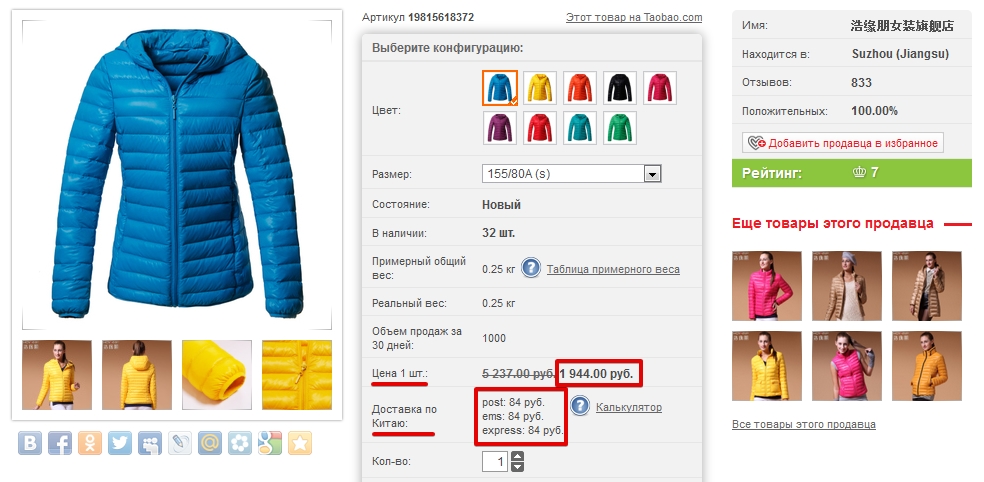 Артикул 19815618372
Этот товар на Taobao.com
Выберите конфигурацию:
Цвет:
Размер:
155/80A (s)
Состояние:
Новый
В наличии:
32 шт.
Примерный общий
вес:
0.25 кг
?
Таблица примерного веса
Реальный вес:
0.25 кг
Объем продаж за
30 дней:
1000
Цена 1 шт.:
5 237.00 руб.
1 944.00 руб.
Доставка по
Китаю:
post: 84 руб.
ems: 84 руб.
express: 84 руб.
?
Калькулятор
Кол-во:
1
Имя:
浩缘朋女装旗舰店
Находится в:
Suzhou (Jiangsu)
Отзывов:
833
Положительных:
100.00%
Добавить продавца в избранное
Рейтинг:
7
Еще товары этого продавца
Все товары этого продавца